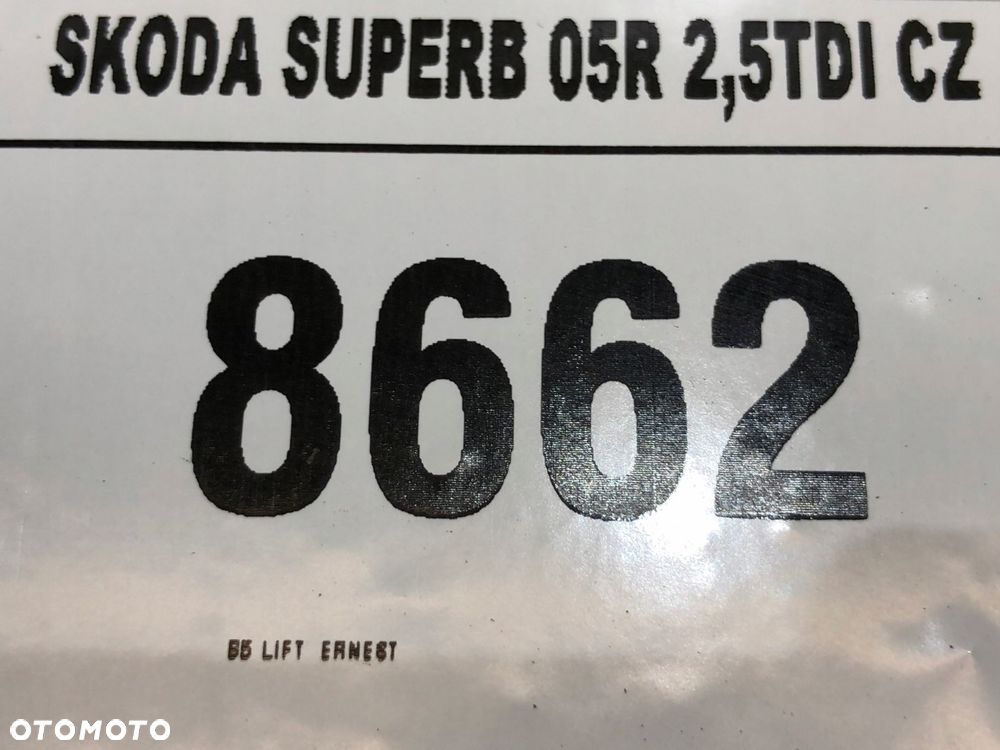 SKODA SUPERB 05R 2,5TDI CZ
8662
B5 LIFT ERNEST
OTOMOTO